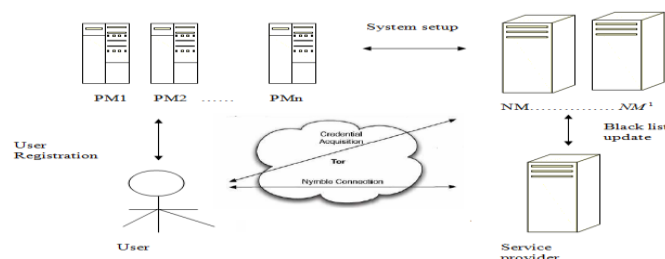 System setup
PM1 PM2 ...... PMn
NM...................NM¹
User
Registration
Credential
Acquisition
Tor
Nymble Connection
Black list
update
User
Service
provider